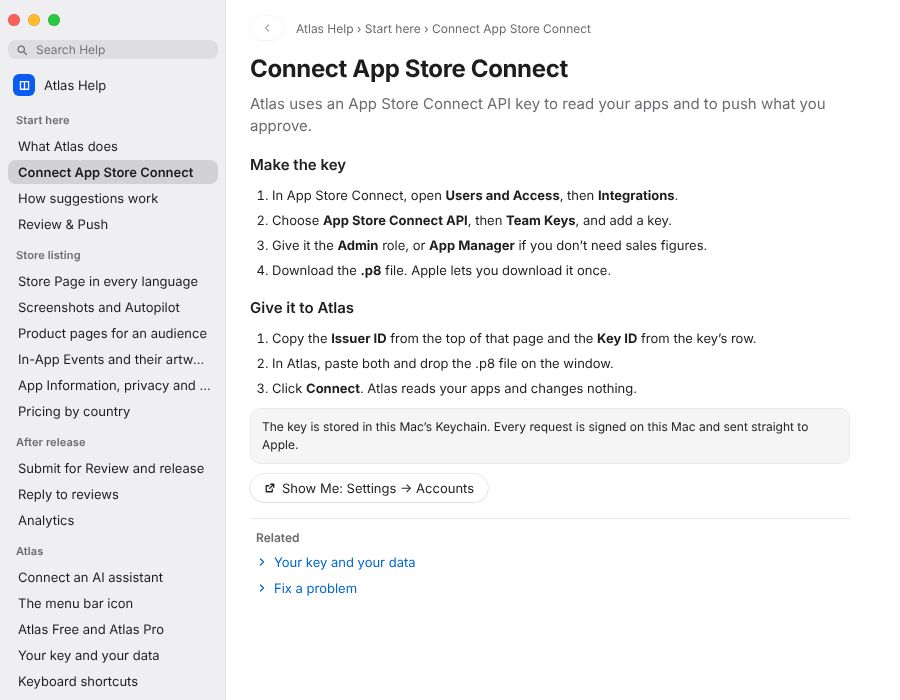 Search Help
Atlas Help
Start here
What Atlas does
Connect App Store Connect
How suggestions work
Review & Push
Store listing
Store Page in every language
Screenshots and Autopilot
Product pages for an audience
In-App Events and their artw...
App Information, privacy and ...
Pricing by country
After release
Submit for Review and release
Reply to reviews
Analytics
Atlas
Connect an AI assistant
The menu bar icon
Atlas Free and Atlas Pro
Your key and your data
Keyboard shortcuts
Atlas Help › Start here › Connect App Store Connect
Connect App Store Connect
Atlas uses an App Store Connect API key to read your apps and to push what you
approve.
Make the key
1. In App Store Connect, open Users and Access, then Integrations.
2. Choose App Store Connect API, then Team Keys, and add a key.
3. Give it the Admin role, or App Manager if you don’t need sales figures.
4. Download the .p8 file. Apple lets you download it once.
Give it to Atlas
1. Copy the Issuer ID from the top of that page and the Key ID from the key’s row.
2. In Atlas, paste both and drop the .p8 file on the window.
3. Click Connect. Atlas reads your apps and changes nothing.
The key is stored in this Mac’s Keychain. Every request is signed on this Mac and sent straight to
Apple.
Show Me: Settings → Accounts
Related
Your key and your data
Fix a problem